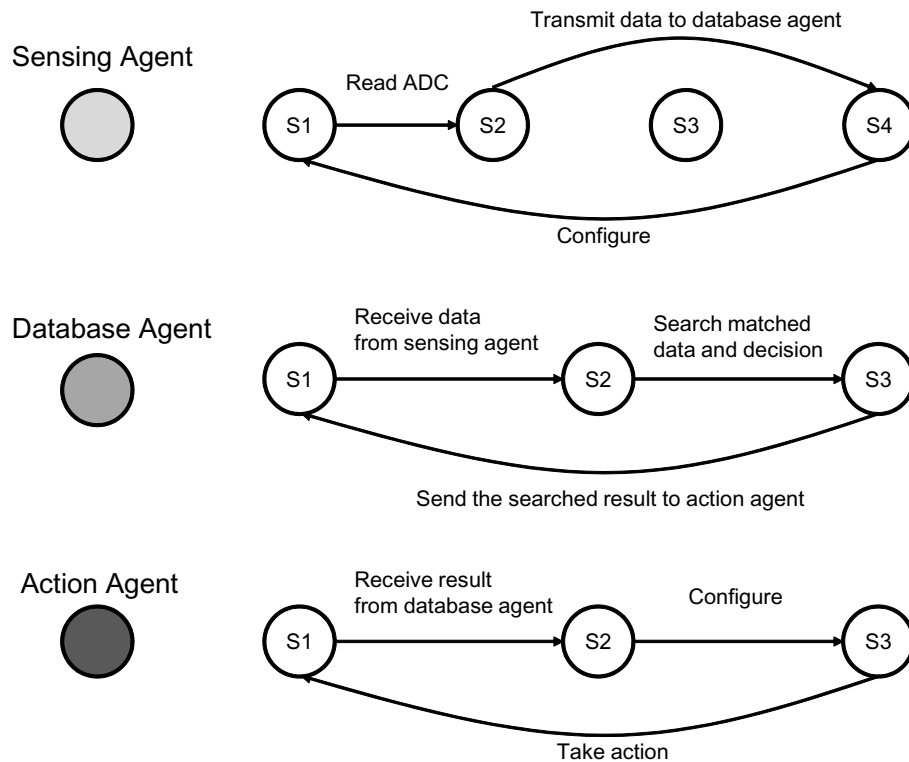 Transmit data to database agent
Sensing Agent
Read ADC
S1
S2
S3
S4
Configure
Database Agent
Receive data
from sensing agent
Search matched
data and decision
S1
S2
S3
Send the searched result to action agent
Action Agent
Receive result
from database agent
Configure
S1
S2
S3
Take action